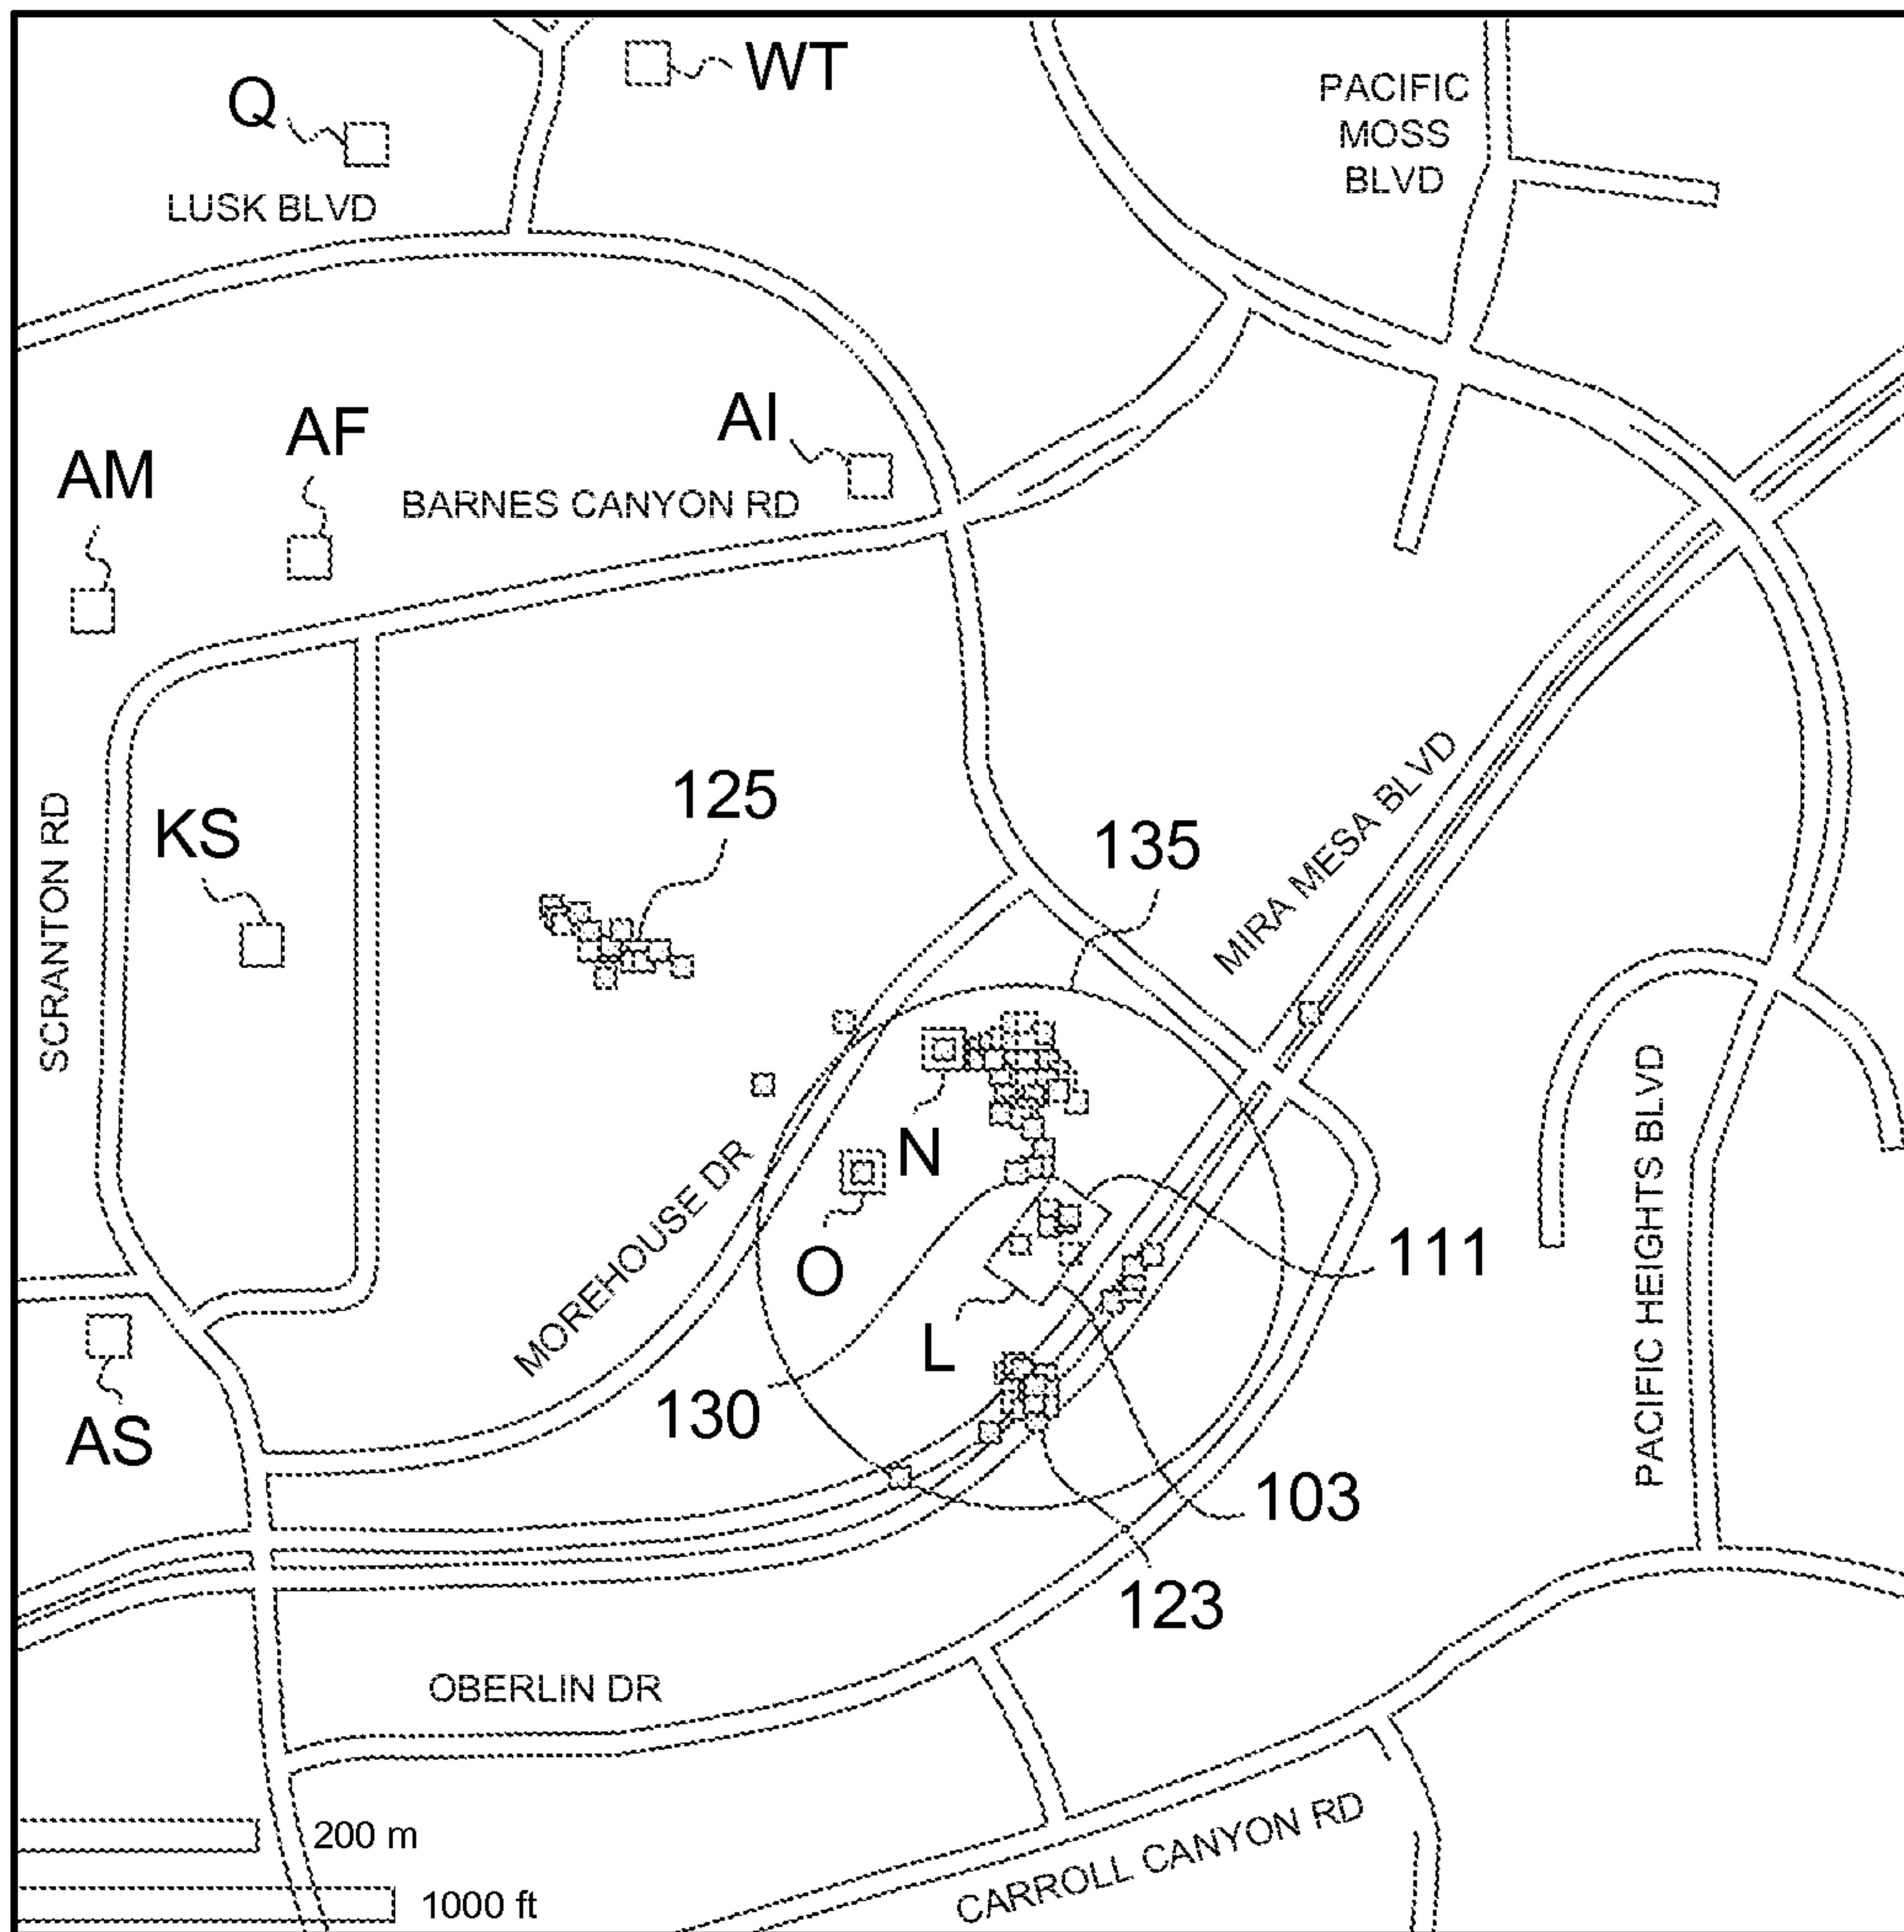 WT
Q
PACIFIC
MOSS
BLVD
LUSK BLVD
AI
AF
AM
BARNES CANYON RD
MIRA MESA BLVD
125
SCRANTON RD
KS
135
N
PACIFIC HEIGHTS BLVD
MOREHOUSE DR
O
111
L
130
AS
103
123
OBERLIN DR
200 m
CARROLL CANYON RD
1000 ft